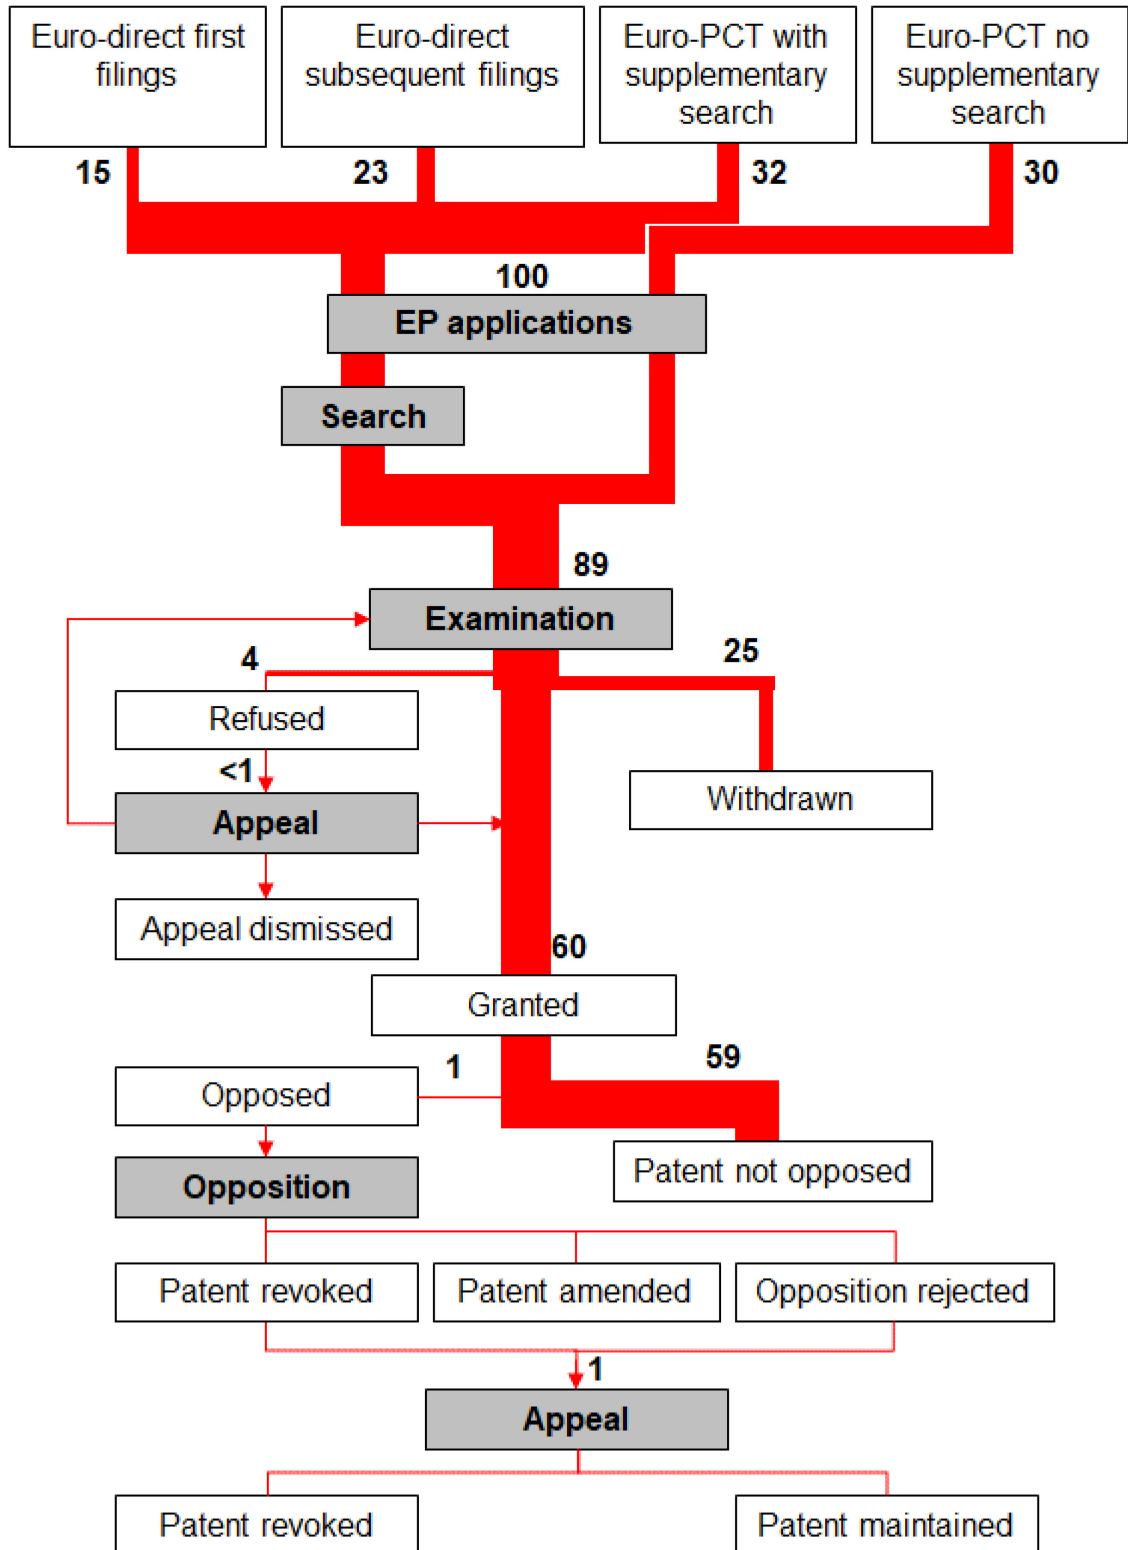 Euro-direct first
filings
Euro-direct
subsequent filings
Euro-PCT with
supplementary
search
Euro-PCT no
supplementary
search
15
23
32
30
100
EP applications
Search
89
Examination
4
25
Refused
<1
Withdrawn
Appeal
Appeal dismissed
60
Granted
1
59
Opposed
Patent not opposed
Opposition
Patent revoked
Patent amended
Opposition rejected
1
Appeal
Patent revoked
Patent maintained